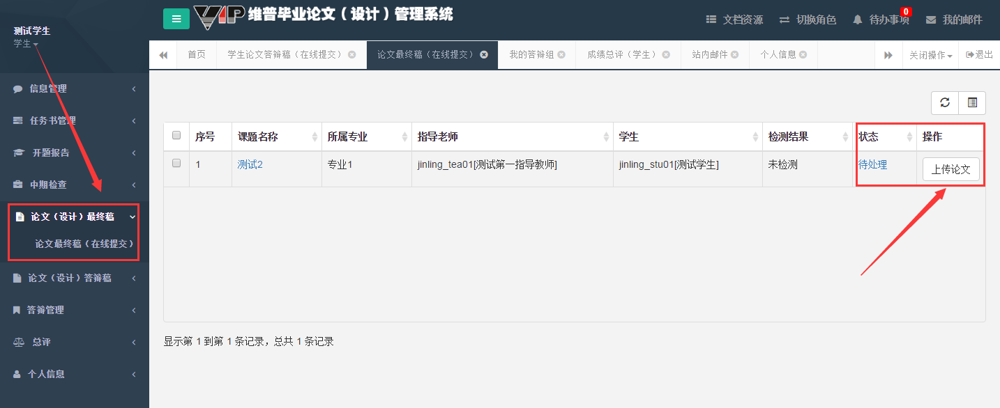 测试学生
学生
信息管理
任务书管理
开题报告
中期检查
论文（设计）最终稿
论文最终稿（在线提交）
论文（设计）答辩稿
答辩管理
总评
个人信息
VIP 维普毕业论文（设计）管理系统
文档资源 切换角色 待办事项 0 我的邮件
首页 学生论文答辩稿（在线提交） 论文最终稿（在线提交） 我的答辩组 成绩总评（学生） 站内邮件 个人信息 关闭操作 退出
序号 课题名称 所属专业 指导老师 学生 检测结果 状态 操作
1 测试2 专业1 jinling_tea01[测试第一指导教师] jinling_stu01[测试学生] 未检测 待处理 上传论文
显示第 1 到第 1 条记录，总共 1 条记录